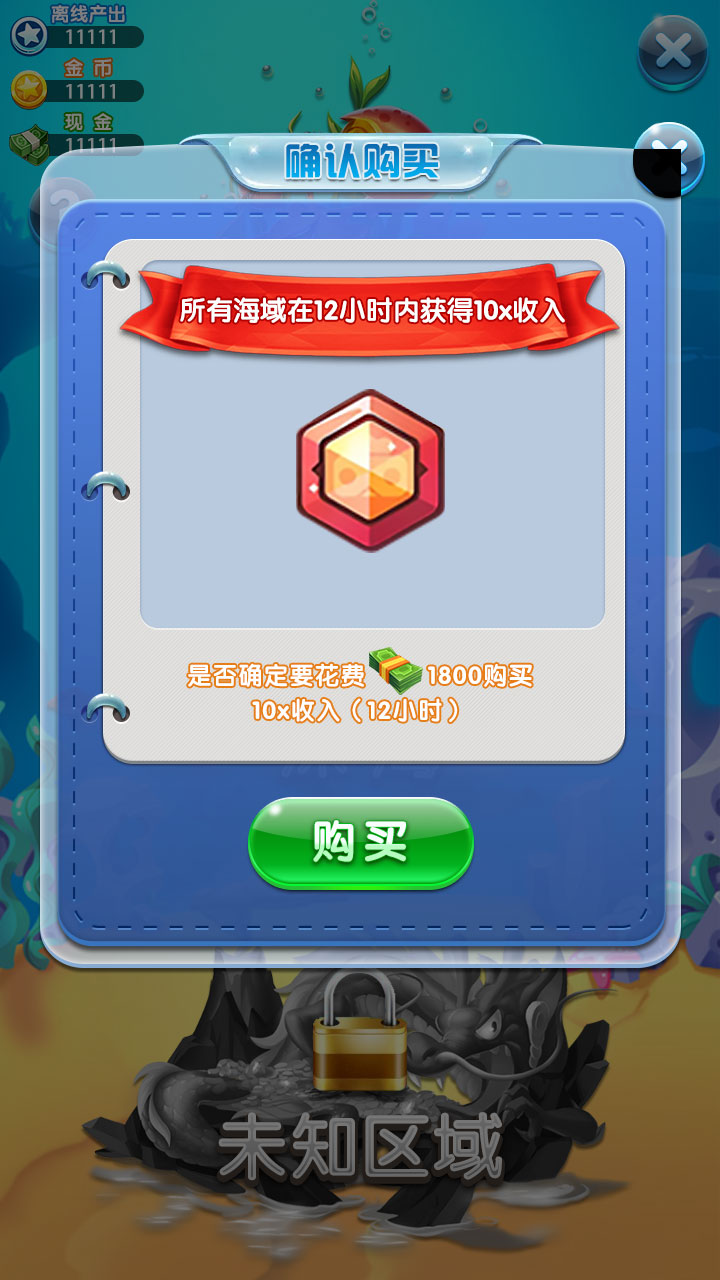 离线产出
11111
金币
11111
现金
11111
确认购买
所有海域在12小时内获得10x收入
是否确定要花费1800购买
10x收入（12小时）
购买
未知区域